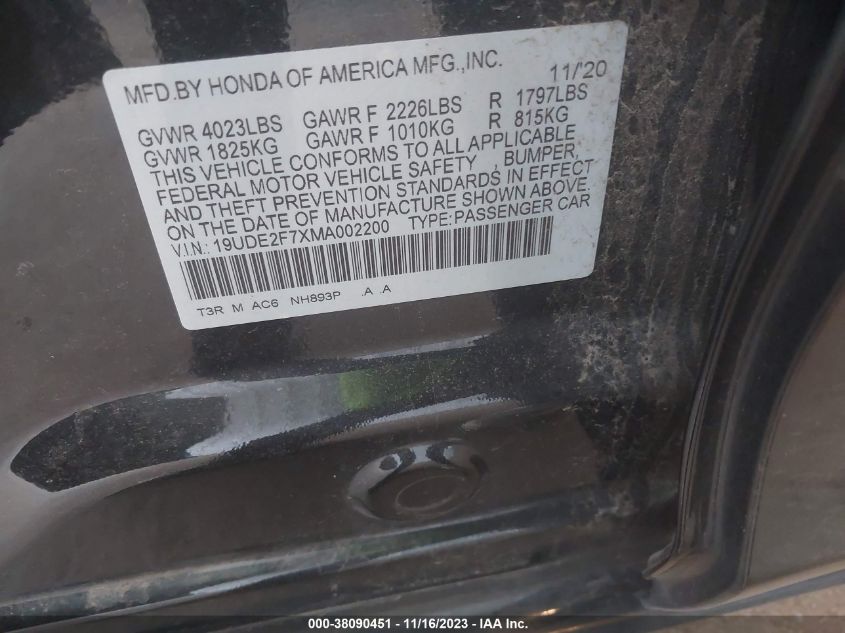 MFD.BY HONDA OF AMERICA MFG.,INC. 11/'20
GVWR 4023LBS GAWR F 2226LBS R 1797LBS
GVWR 1825KG GAWR F 1010KG R 815KG
THIS VEHICLE CONFORMS TO ALL APPLICABLE
FEDERAL MOTOR VEHICLE SAFETY , BUMPER,
AND THEFT PREVENTION STANDARDS IN EFFECT
ON THE DATE OF MANUFACTURE SHOWN ABOVE.
V.I.N.: 19UDE2F7XMA002200 TYPE:PASSENGER CAR
T3R M AC6 NH893P .A .A
000-38090451 - 11/16/2023 - IAA Inc.